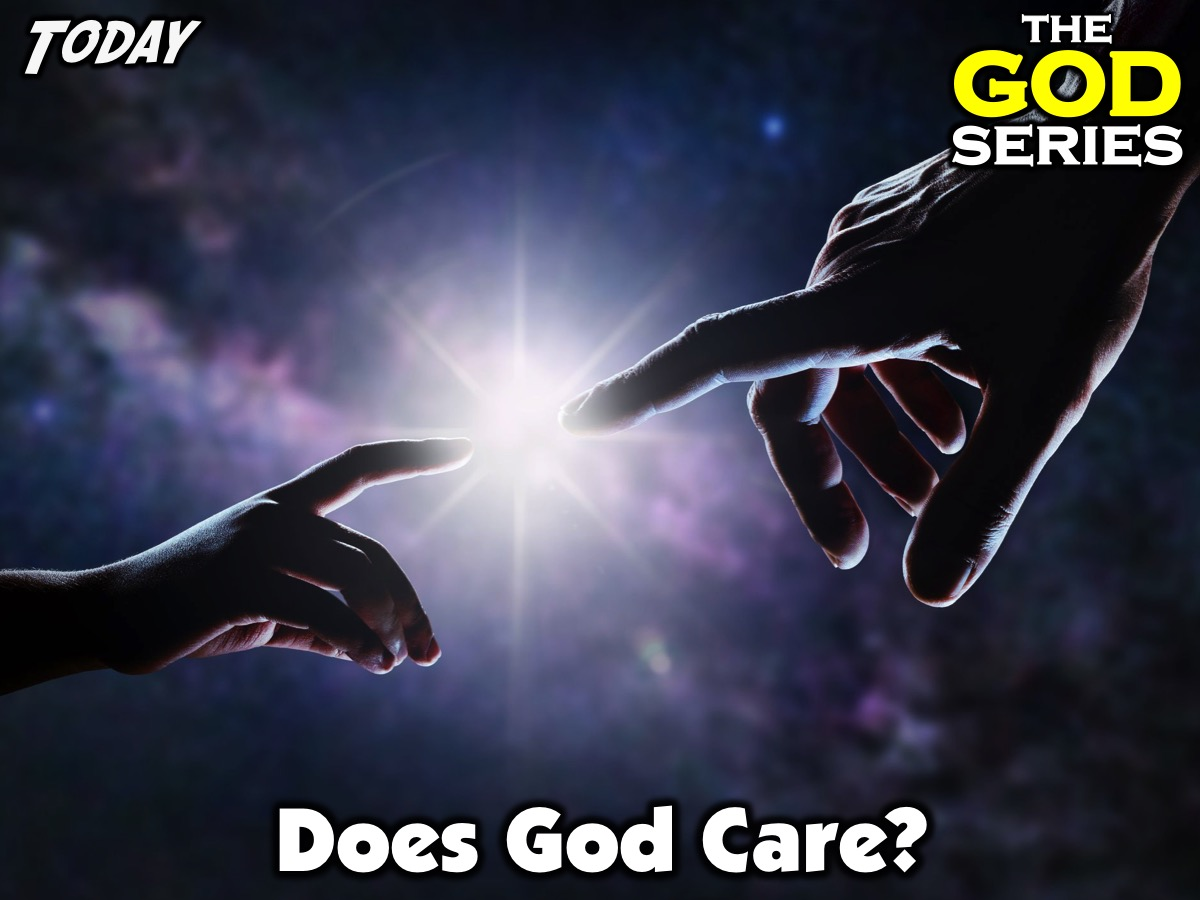 Today
THE
GOD
SERIES
Does God Care?